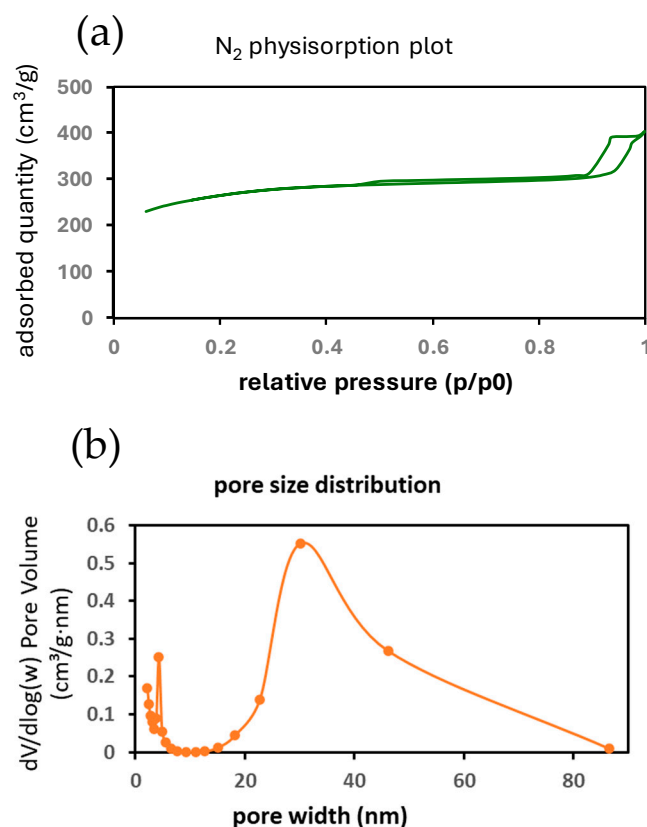 (a)
N₂ physisorption plot
adsorbed quantity (cm³/g)
500
400
300
200
100
0
0 0.2 0.4 0.6 0.8 1
relative pressure (p/p0)
(b)
pore size distribution
dV/dlog(w) Pore Volume
(cm³/g·nm)
0.6
0.5
0.4
0.3
0.2
0.1
0
0 20 40 60 80
pore width (nm)